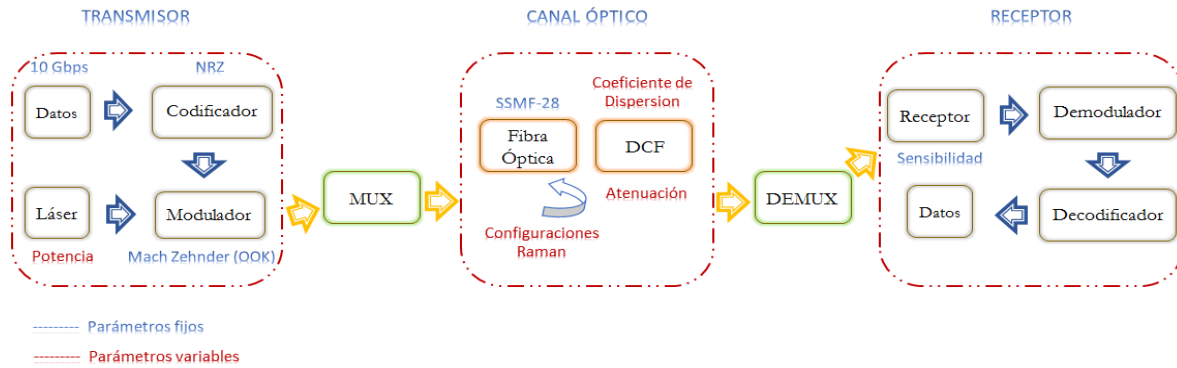 TRANSMISOR
10 Gbps
NRZ
Datos
Codificador
Láser
Modulador
Potencia
Mach Zehnder (OOK)
MUX
CANAL ÓPTICO
SSMF-28
Coeficiente de
Dispersion
Fibra
Óptica
DCF
Atenuación
Configuraciones
Raman
DEMUX
RECEPTOR
Receptor
Demodulador
Sensibilidad
Datos
Decodificador
--------- Parámetros fijos
--------- Parámetros variables